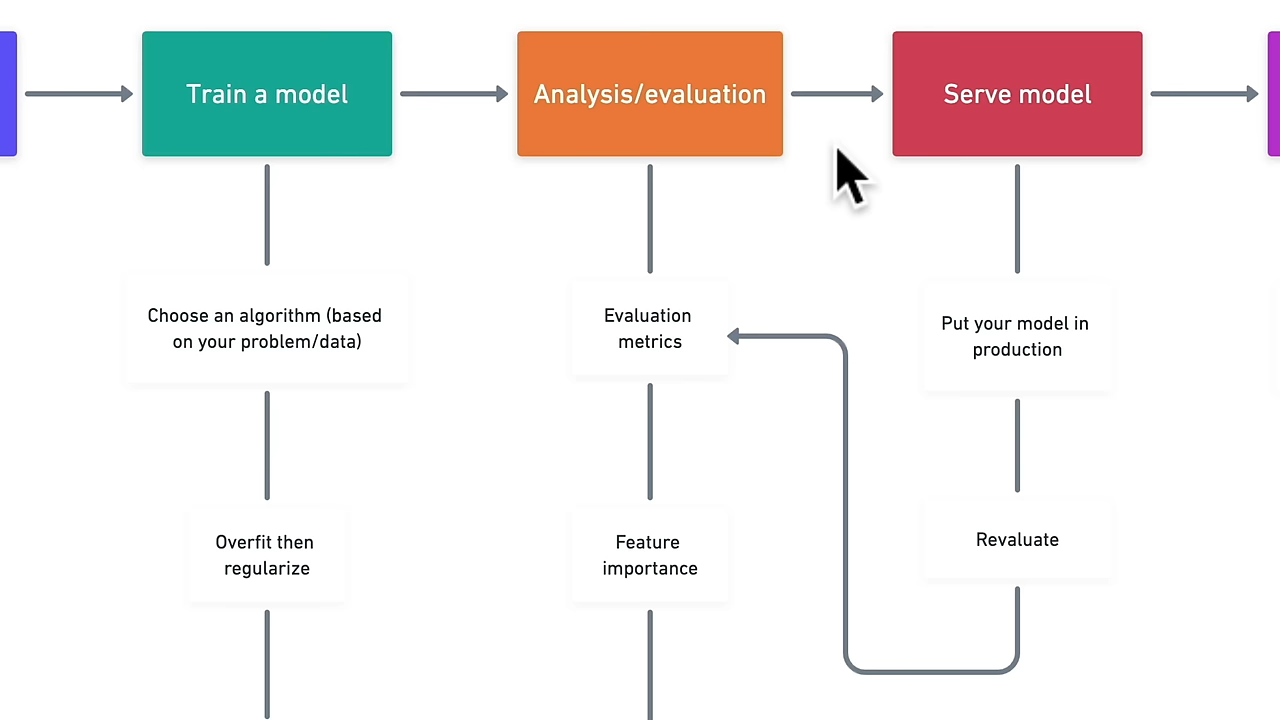 Train a model
Analysis/evaluation
Serve model
Choose an algorithm (based
on your problem/data)
Evaluation
metrics
Put your model in
production
Overfit then
regularize
Feature
importance
Revaluate